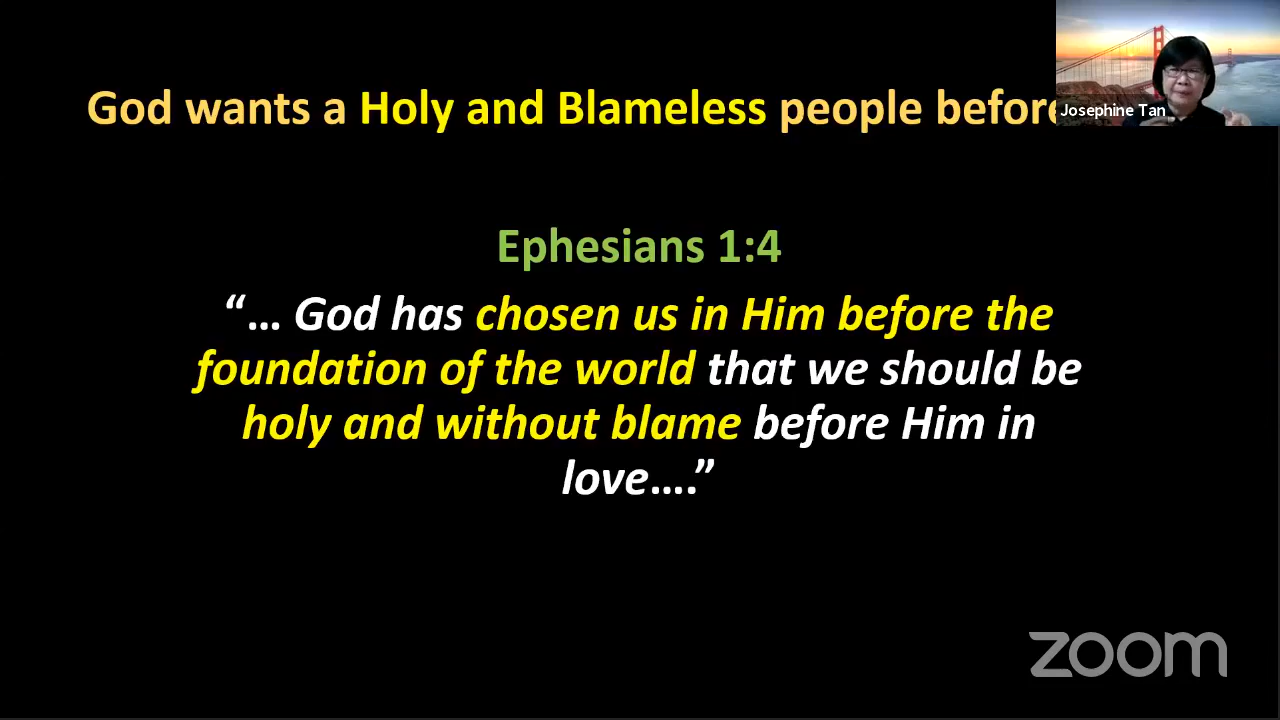 God wants a Holy and Blameless people before
Josephine Tan
Ephesians 1:4
“... God has chosen us in Him before the
foundation of the world that we should be
holy and without blame before Him in
love....”
zoom